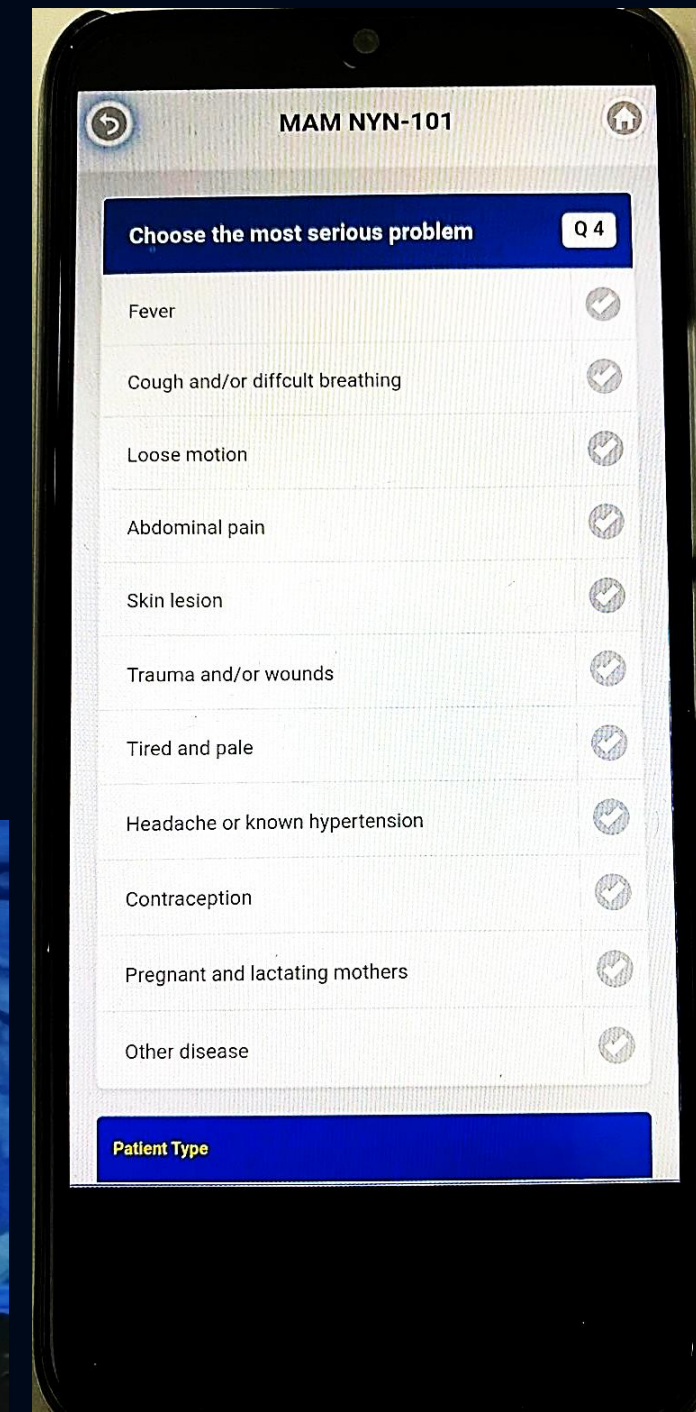 MAM NYN-101
Choose the most serious problem
Q 4
Fever
Cough and/or diffcult breathing
Loose motion
Abdominal pain
Skin lesion
Trauma and/or wounds
Tired and pale
Headache or known hypertension
Contraception
Pregnant and lactating mothers
Other disease
Patient Type